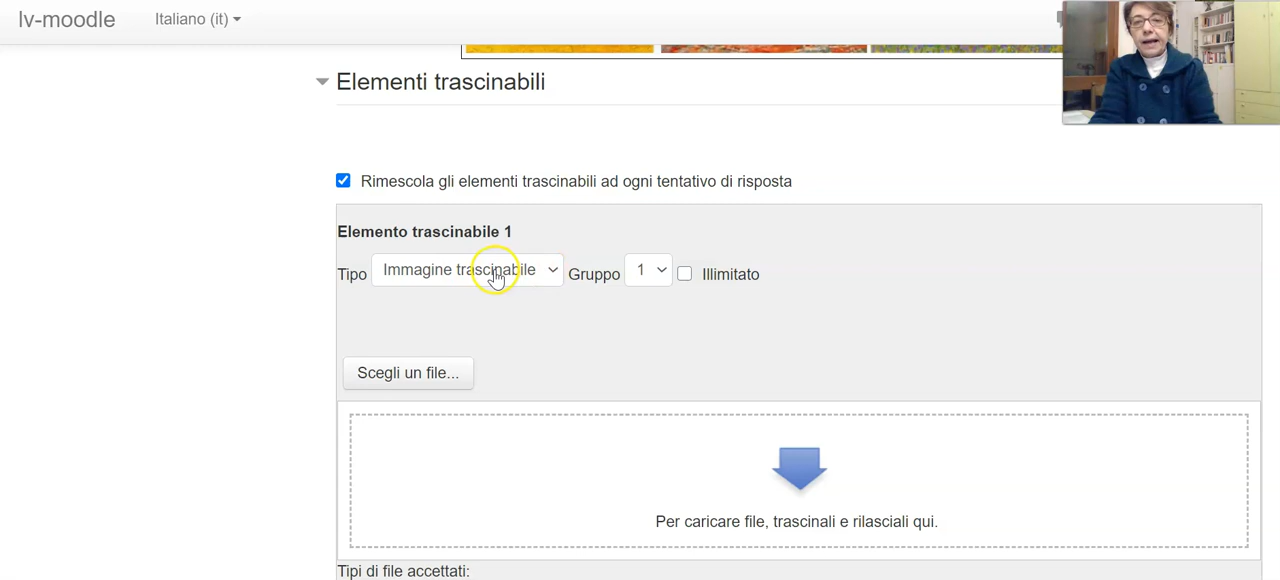 lv-moodle Italiano (it)
Elementi trascinabili
Rimescola gli elementi trascinabili ad ogni tentativo di risposta
Elemento trascinabile 1
Tipo Immagine trascinabile Gruppo 1 Illimitato
Scegli un file...
Per caricare file, trascinali e rilasciali qui.
Tipi di file accettati: